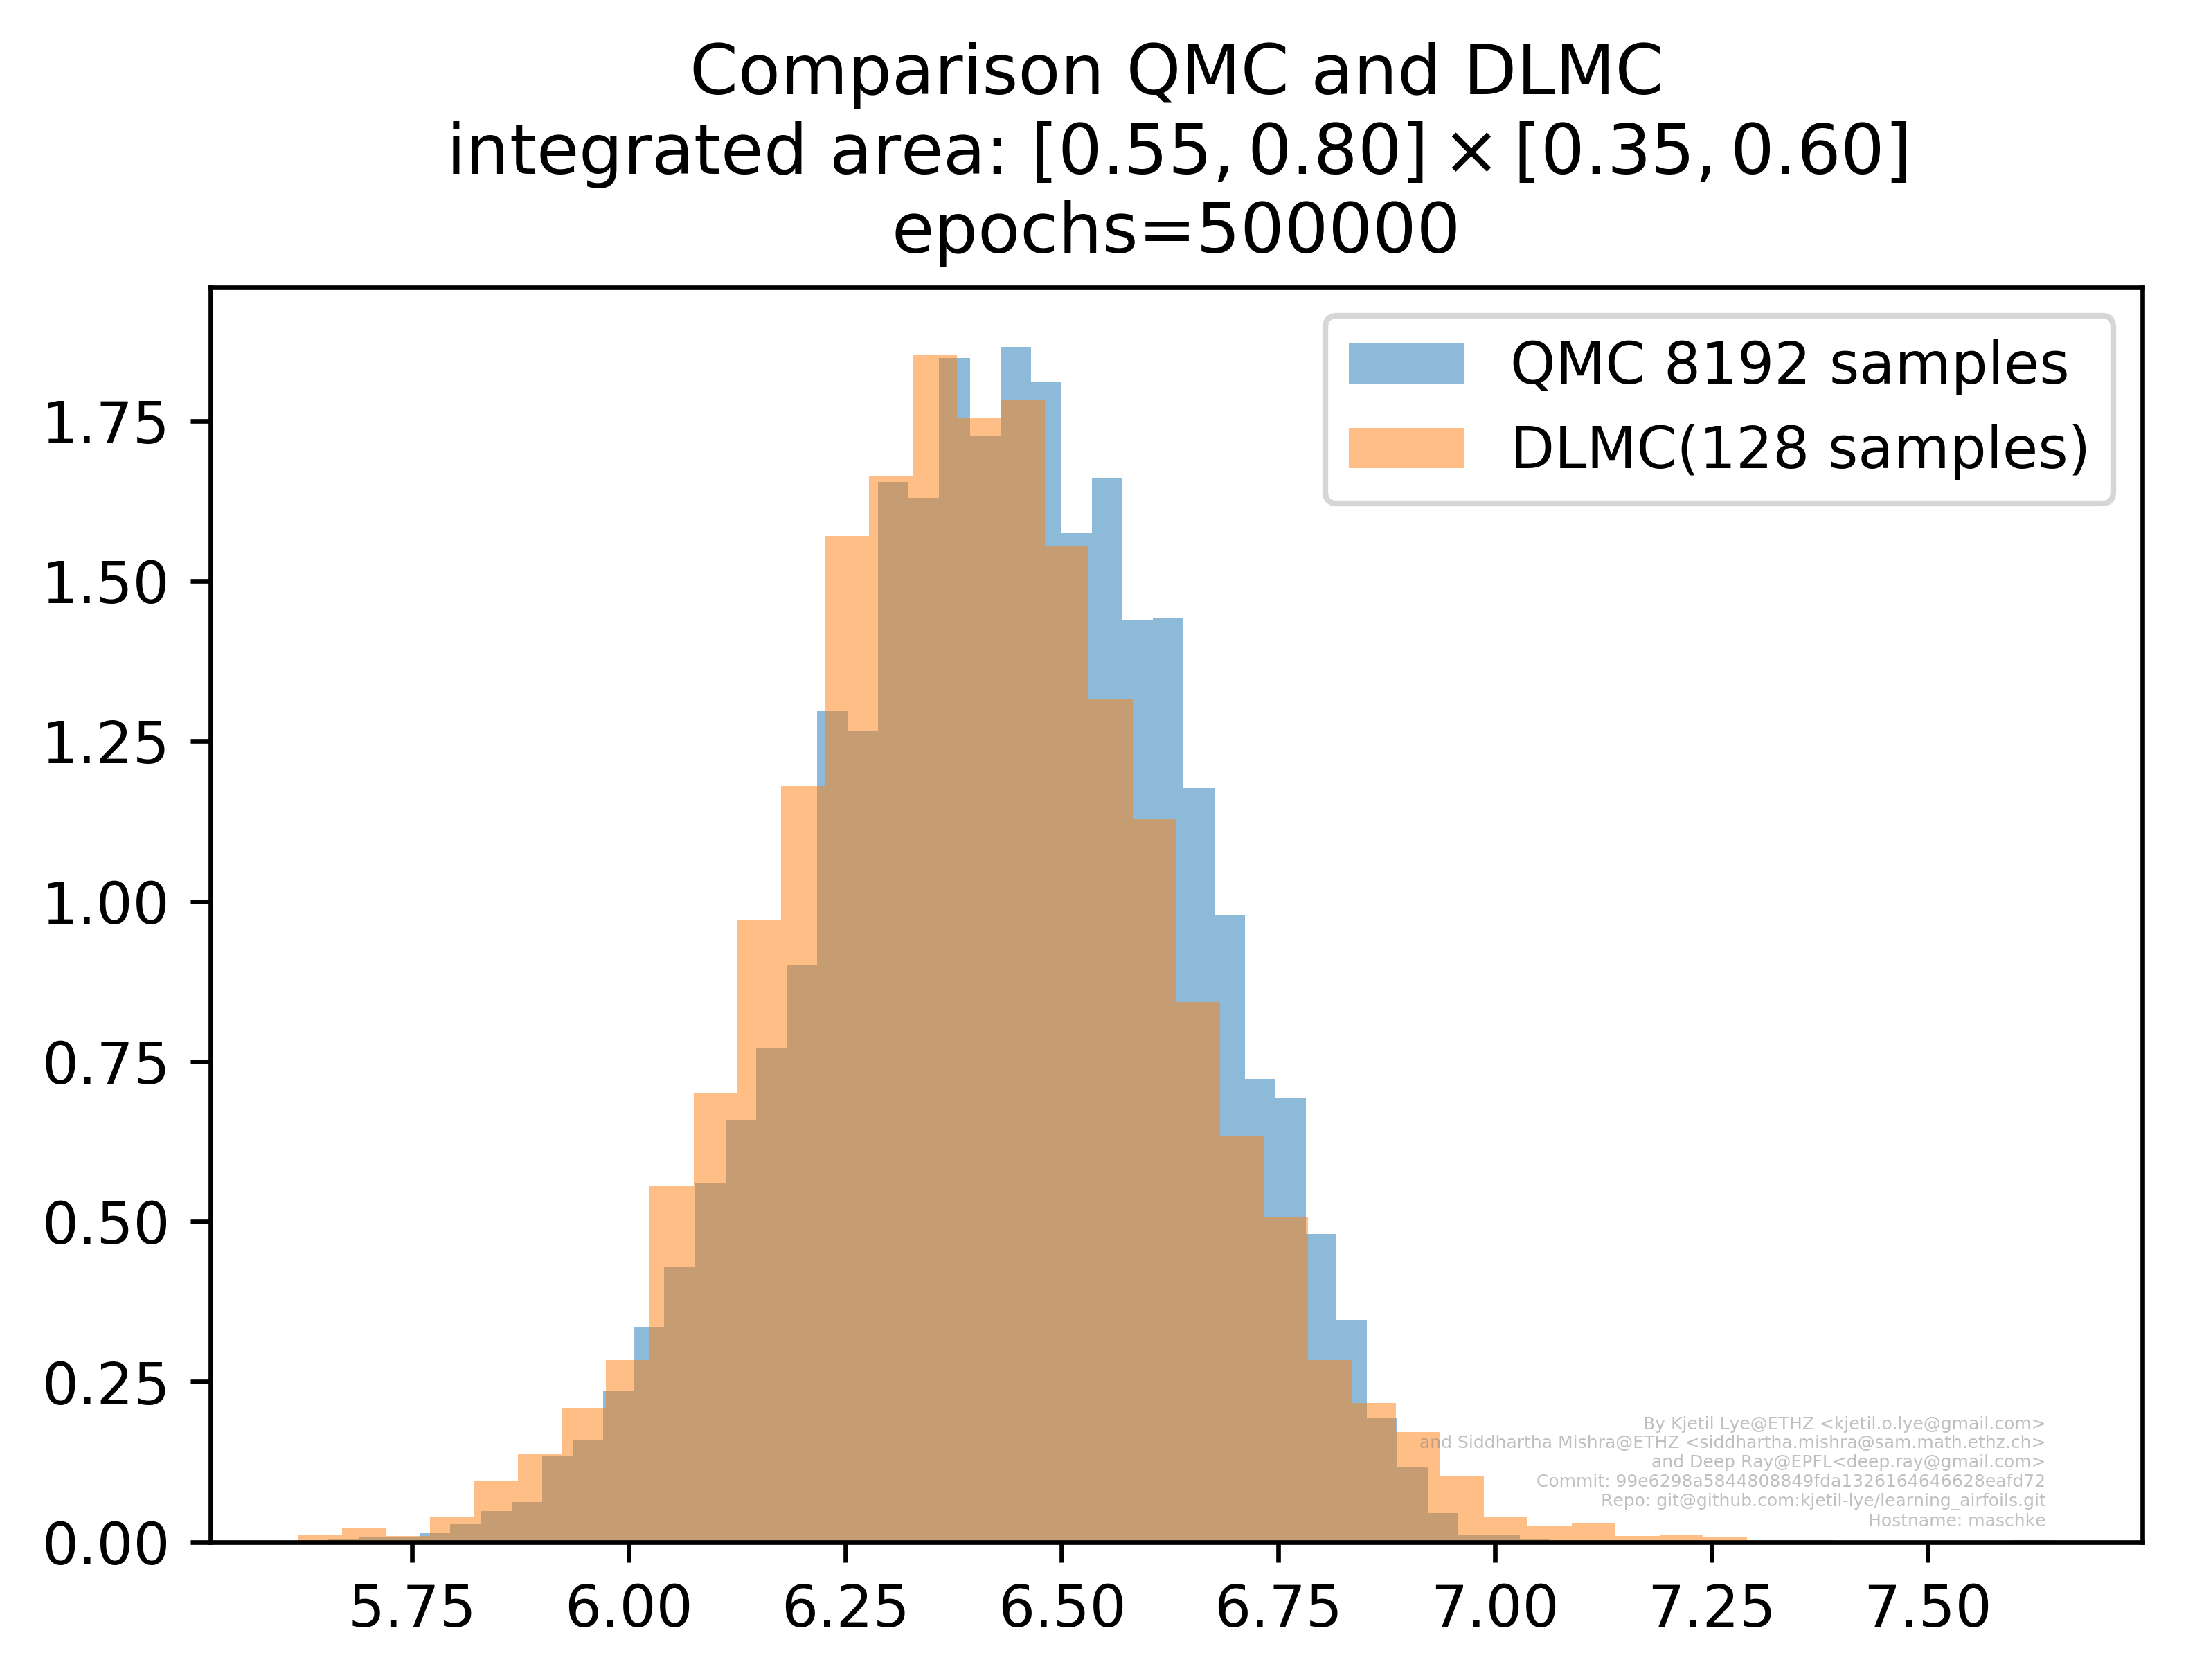 Comparison QMC and DLMC
integrated area: [0.55, 0.80] × [0.35, 0.60]
epochs=500000
QMC 8192 samples
DLMC(128 samples)
1.75
1.50
1.25
1.00
0.75
0.50
0.25
0.00
By Kjetil Lye@ETHZ <kjetil.o.lye@gmail.com>
and Siddhartha Mishra@ETHZ <siddhartha.mishra@sam.math.ethz.ch>
and Deep Ray@EPFL<deep.ray@gmail.com>
Commit: 99e6298a5844808849fda1326164646628eafd72
Repo: git@github.com:kjetil-lye/learning_airfoils.git
Hostname: maschke
5.75 6.00 6.25 6.50 6.75 7.00 7.25 7.50